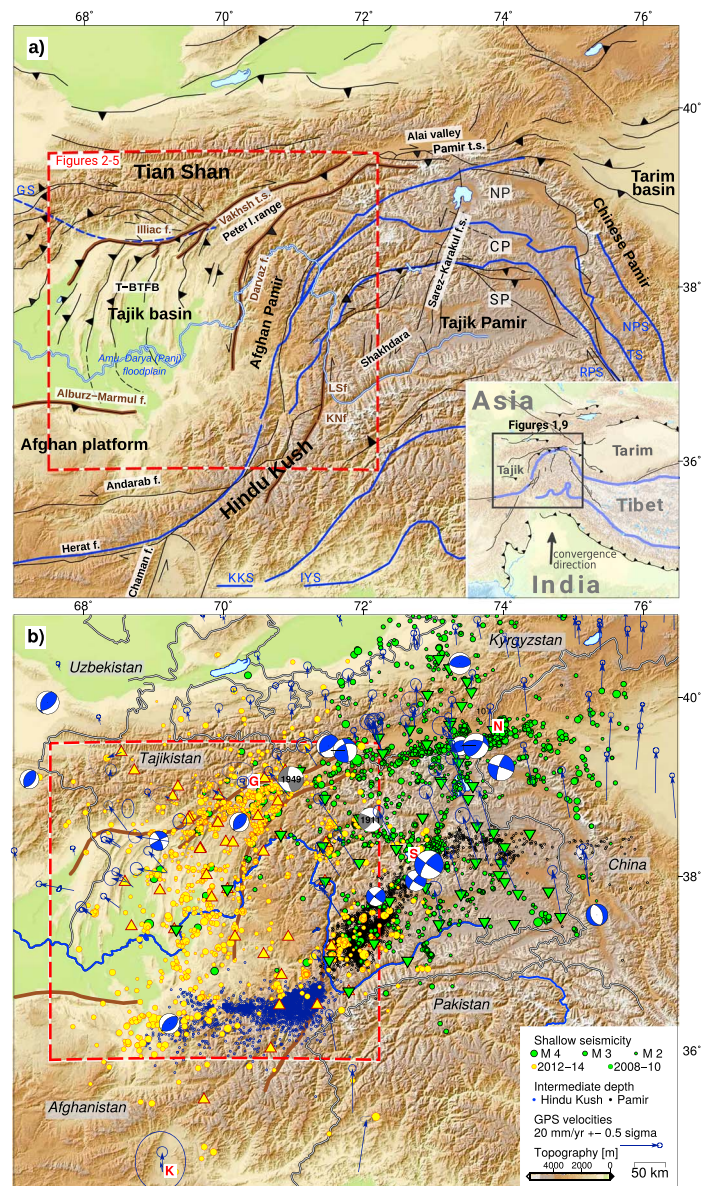 68°
70°
72°
74°
76°
a)
40°
Alai valley
Pamir t.s.
Figures 2-5
Tian Shan
Tarim
basin
GS
Vakhsh t.s.
NP
Illiac f.
Peter I.range
Chinese Pamir
Sarez-Karakul f.s.
CP
Darvaz f.
T-BTFB
38°
Tajik basin
SP
Afghan Pamir
Tajik Pamir
NPS
Shakhdara
TS
Amu Darya (Panj)
floodplain
RPS
LSf
Alburz-Marmul f.
Asia
KNf
Figures 1,9
Afghan platform
Tarim
36°
Tajik
Hindu Kush
Andarab f.
Tibet
Herat f.
convergence
direction
Chaman f.
KKS
IYS
India
68°
70°
72°
74°
76°
b)
Kyrgyzstan
Uzbekistan
40°
N
Tajikistan
G
1949
S
China
38°
Pakistan
36°
Afghanistan
K
Shallow seismicity
M 4
M 3
M 2
2012-14
2008-10
Intermediate depth
Hindu Kush
Pamir
GPS velocities
20 mm/yr +- 0.5 sigma
Topography [m]
4000
2000
0
50 km